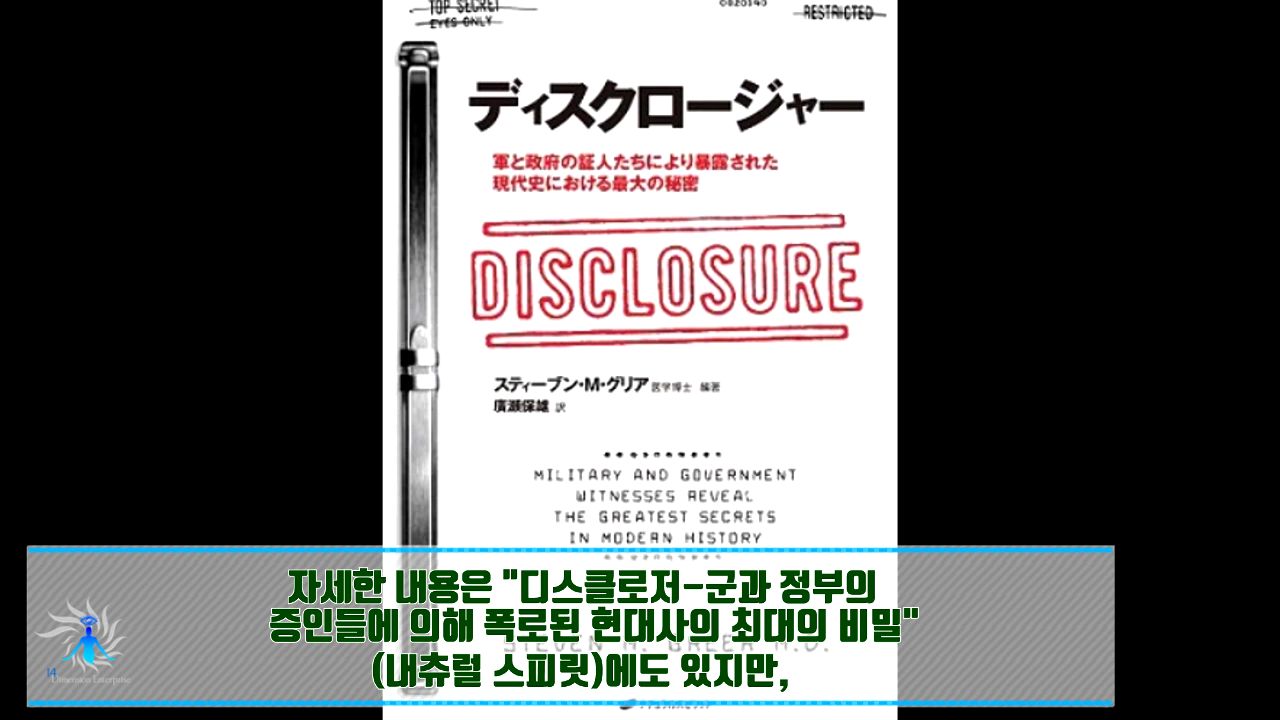 TOP SECRET
EYES ONLY
RESTRICTED
ディスクロージャー
軍と政府の証人たちにより暴露された
現代史における最大の秘密
DISCLOSURE
スティーブン・M・グリア 医学博士 編著
廣瀬保雄 訳
MILITARY AND GOVERNMENT
WITNESSES REVEAL
THE GREATEST SECRETS
IN MODERN HISTORY
STEVEN M. GREER M.D.
자세한 내용은 "디스클로저-군과 정부의
증인들에 의해 폭로된 현대사의 최대의 비밀"
(내츄럴 스피릿)에도 있지만,
14 Dimension Enterprise